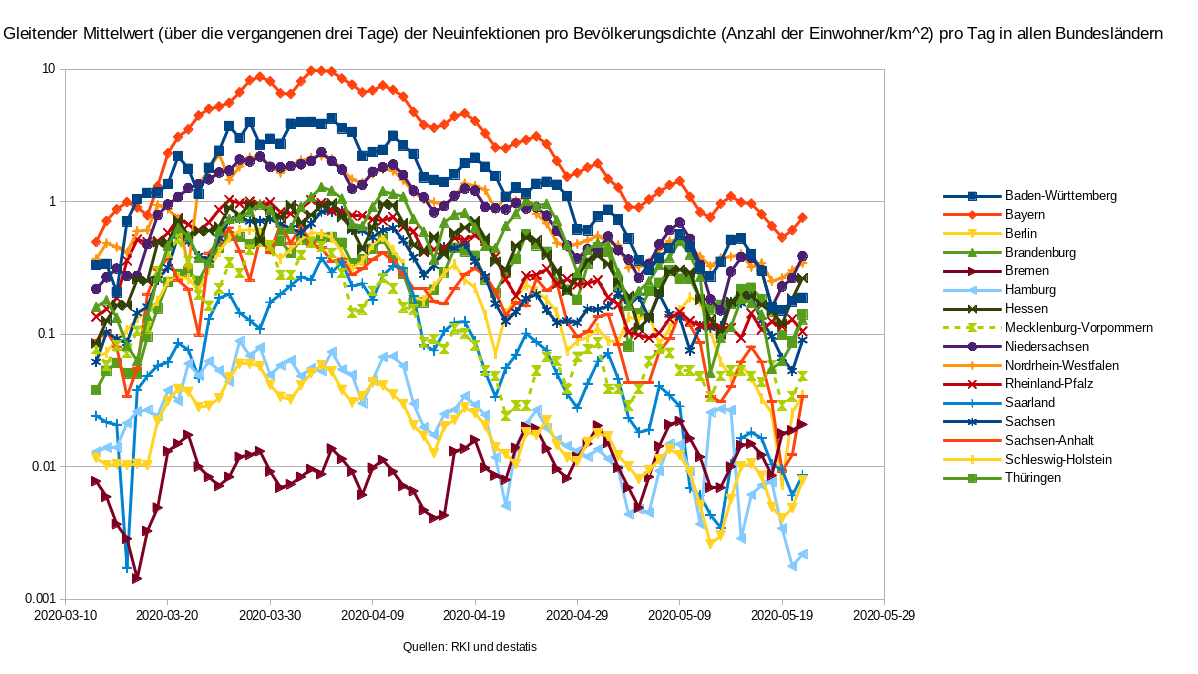 Gleitender Mittelwert (über die vergangenen drei Tage) der Neuinfektionen pro Bevölkerungsdichte (Anzahl der Einwohner/km^2) pro Tag in allen Bundesländern
10
1
0.1
0.01
0.001
2020-03-10
2020-03-20
2020-03-30
2020-04-09
2020-04-19
2020-04-29
2020-05-09
2020-05-19
2020-05-29
Quellen: RKI und destatis
Baden-Württemberg
Bayern
Berlin
Brandenburg
Bremen
Hamburg
Hessen
Mecklenburg-Vorpommern
Niedersachsen
Nordrhein-Westfalen
Rheinland-Pfalz
Saarland
Sachsen
Sachsen-Anhalt
Schleswig-Holstein
Thüringen